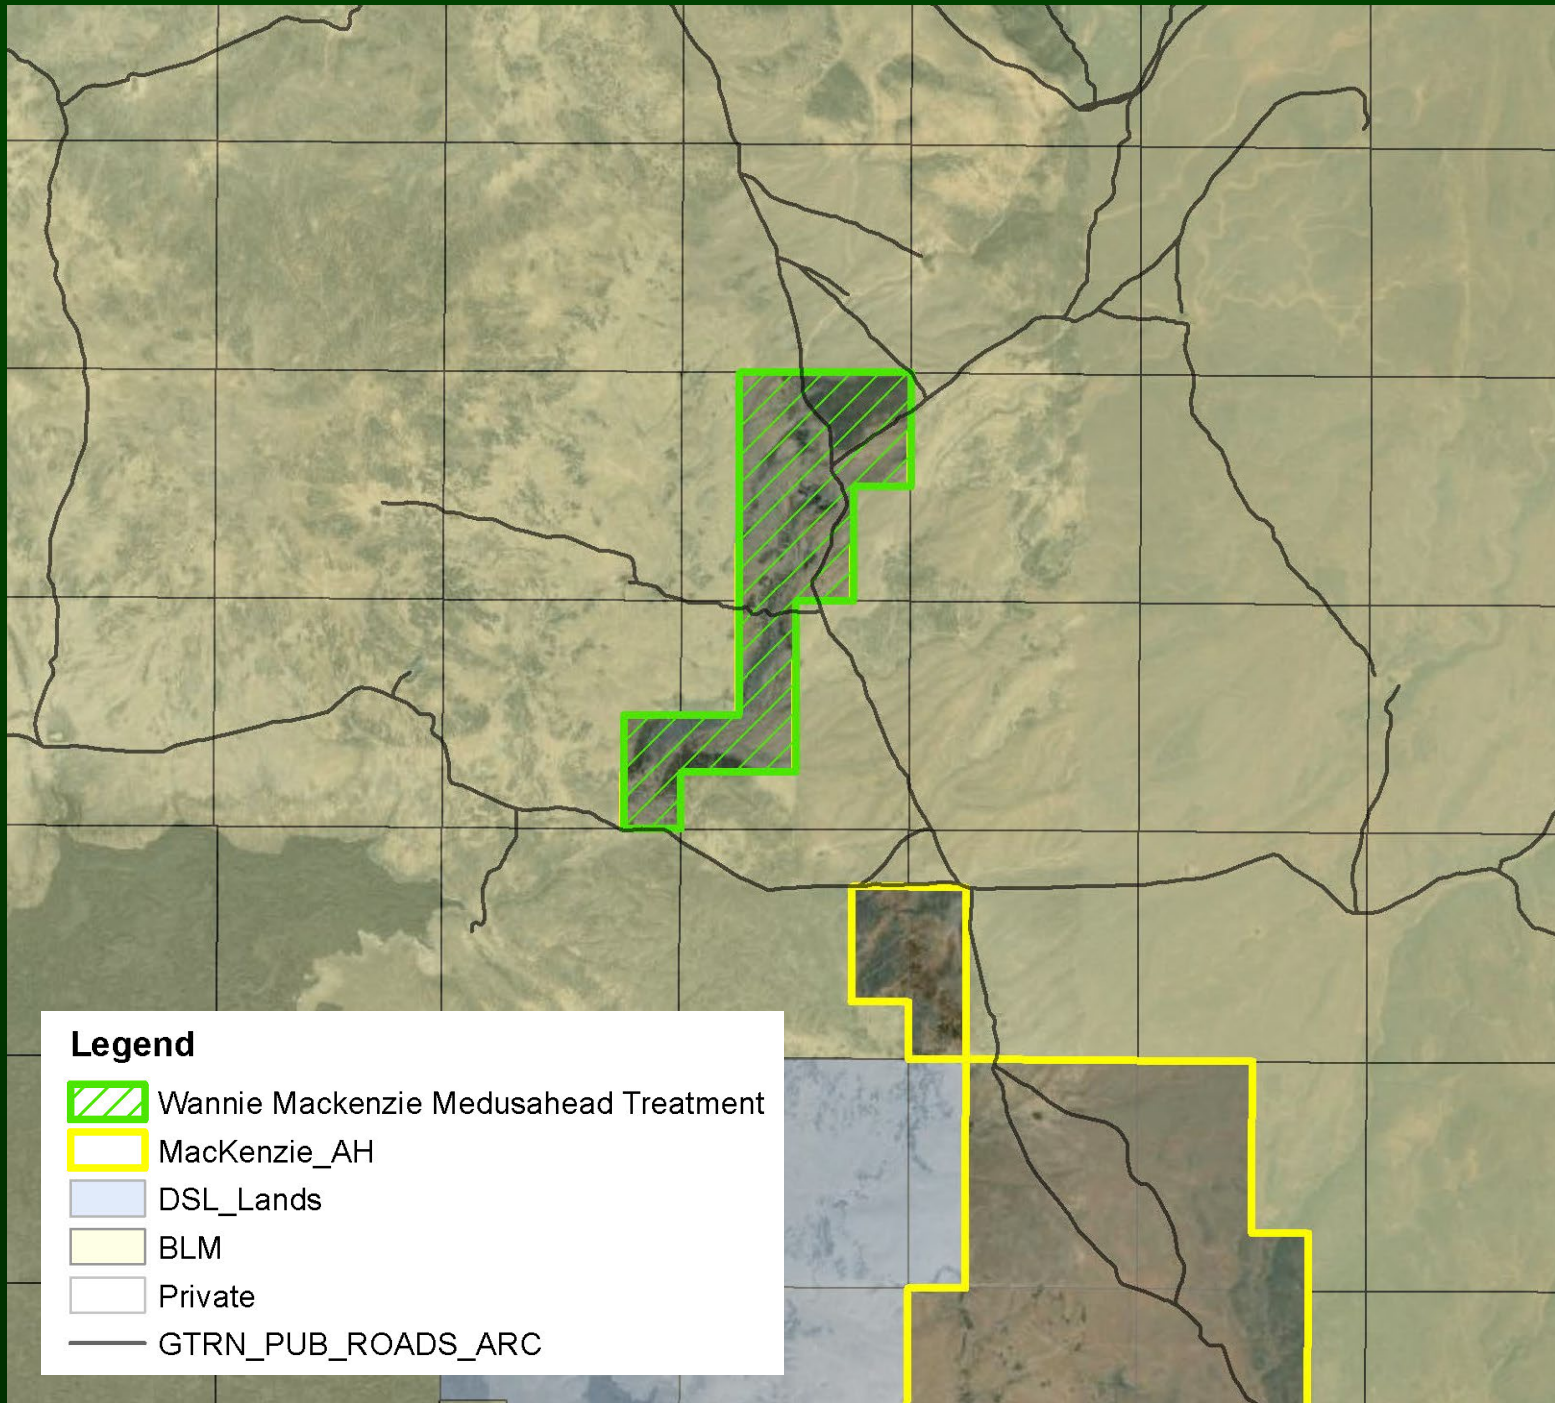 Legend
Wannie Mackenzie Medusahead Treatment
MacKenzie_AH
DSL_Lands
BLM
Private
GTRN_PUB_ROADS_ARC